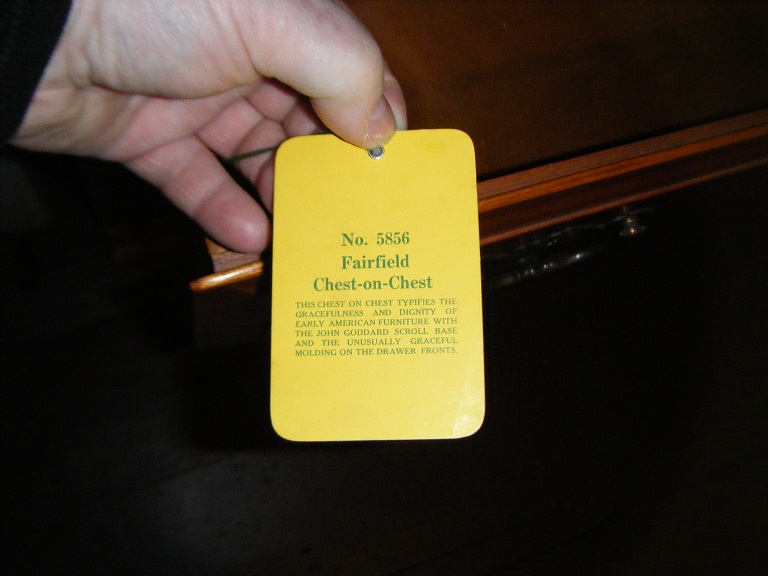 No. 5856
Fairfield
Chest-on-Chest
THIS CHEST ON CHEST TYPIFIES THE
GRACEFULNESS AND DIGNITY OF
EARLY AMERICAN FURNITURE WITH
THE JOHN GODDARD SCROLL BASE
AND THE UNUSUALLY GRACEFUL
MOLDING ON THE DRAWER FRONTS.